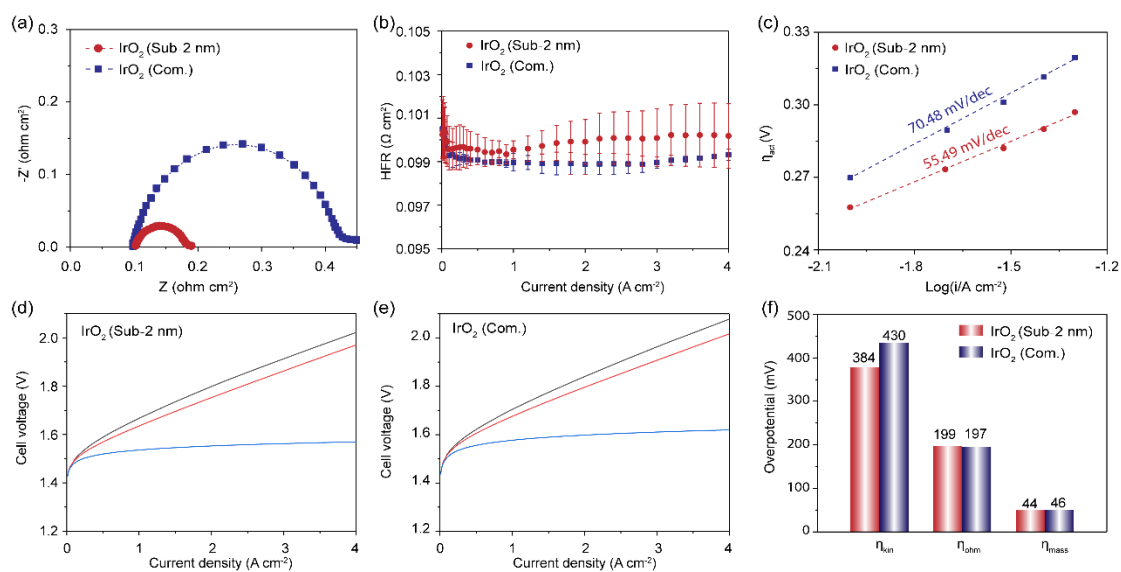 (a)
IrO₂ (Sub-2 nm)
IrO₂ (Com.)
-Z' (ohm cm²)
0.3
0.2
0.1
0.0
0.0 0.1 0.2 0.3 0.4
Z (ohm cm²)
(b)
IrO₂ (Sub-2 nm)
IrO₂ (Com.)
HFR (Ω cm²)
0.103
0.101
0.099
0.097
0.095
0 1 2 3 4
Current density (A cm⁻²)
(c)
IrO₂ (Sub-2 nm)
IrO₂ (Com.)
70.48 mV/dec
55.49 mV/dec
η_act (V)
0.33
0.30
0.27
0.24
-2.1 -1.8 -1.5 -1.2
Log(i/A cm⁻²)
(d)
IrO₂ (Sub-2 nm)
Cell voltage (V)
2.0
1.8
1.6
1.4
1.2
0 1 2 3 4
Current density (A cm⁻²)
(e)
IrO₂ (Com.)
Cell voltage (V)
2.0
1.8
1.6
1.4
1.2
0 1 2 3 4
Current density (A cm⁻²)
(f)
IrO₂ (Sub-2 nm)
IrO₂ (Com.)
Overpotential (mV)
500
400
300
200
100
0
384 430
199 197
44 46
η_kin η_ohm η_mass